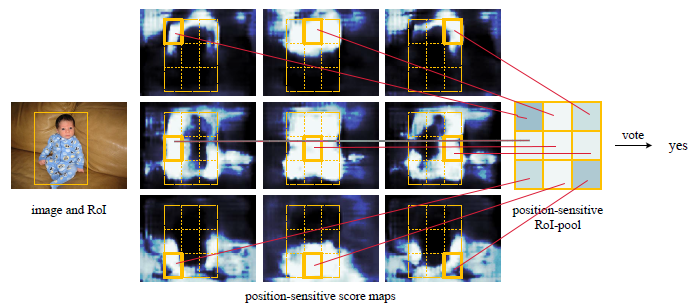 vote
yes
image and RoI
position-sensitive
RoI-pool
position-sensitive score maps